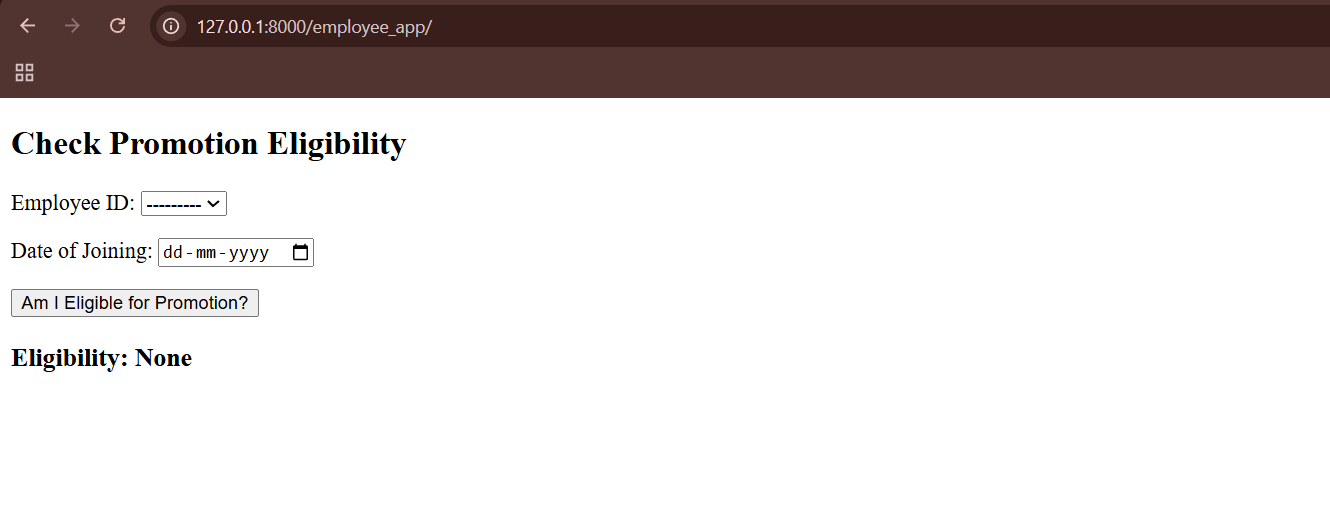 127.0.0.1:8000/employee_app/
Check Promotion Eligibility
Employee ID: ---------
Date of Joining: dd-mm-yyyy
Am I Eligible for Promotion?
Eligibility: None